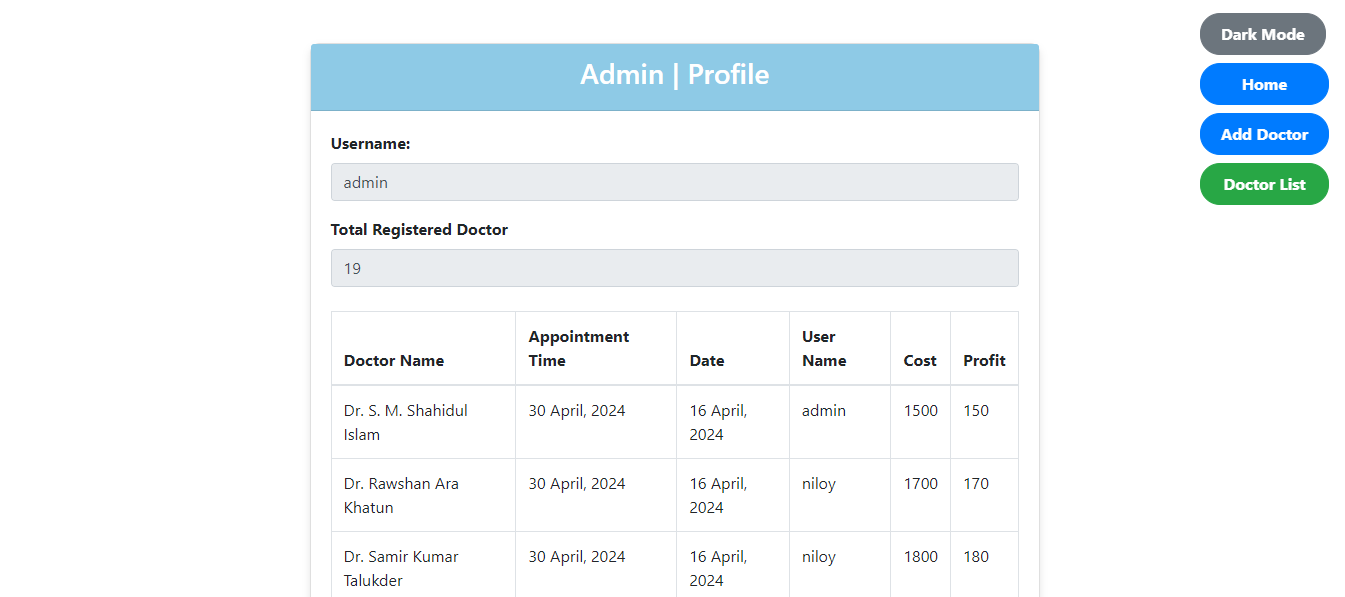 Dark Mode
Home
Add Doctor
Doctor List
Admin | Profile
Username:
admin
Total Registered Doctor
19
Doctor Name Appointment Time Date User Name Cost Profit
Dr. S. M. Shahidul Islam 30 April, 2024 16 April, 2024 admin 1500 150
Dr. Rawshan Ara Khatun 30 April, 2024 16 April, 2024 niloy 1700 170
Dr. Samir Kumar Talukder 30 April, 2024 16 April, 2024 niloy 1800 180